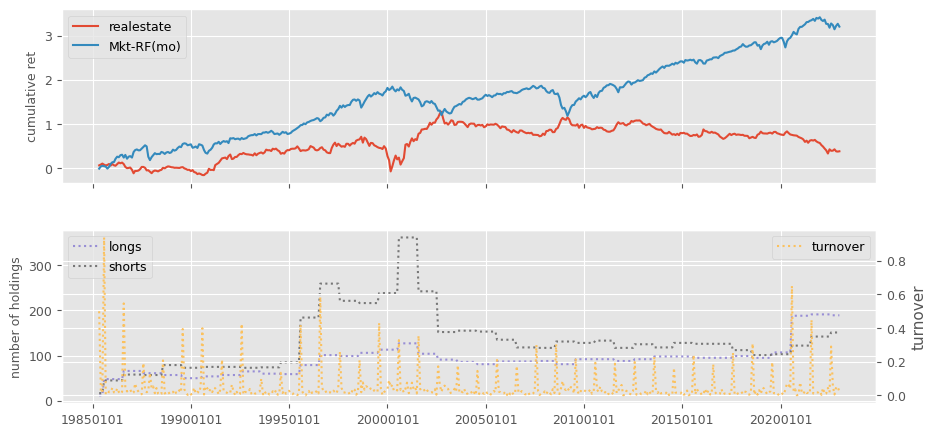 realestate
Mkt-RF(mo)
cumulative ret
3
2
1
0
longs
shorts
turnover
number of holdings
300
200
100
0
turnover
0.8
0.6
0.4
0.2
0.0
19850101 19900101 19950101 20000101 20050101 20100101 20150101 20200101